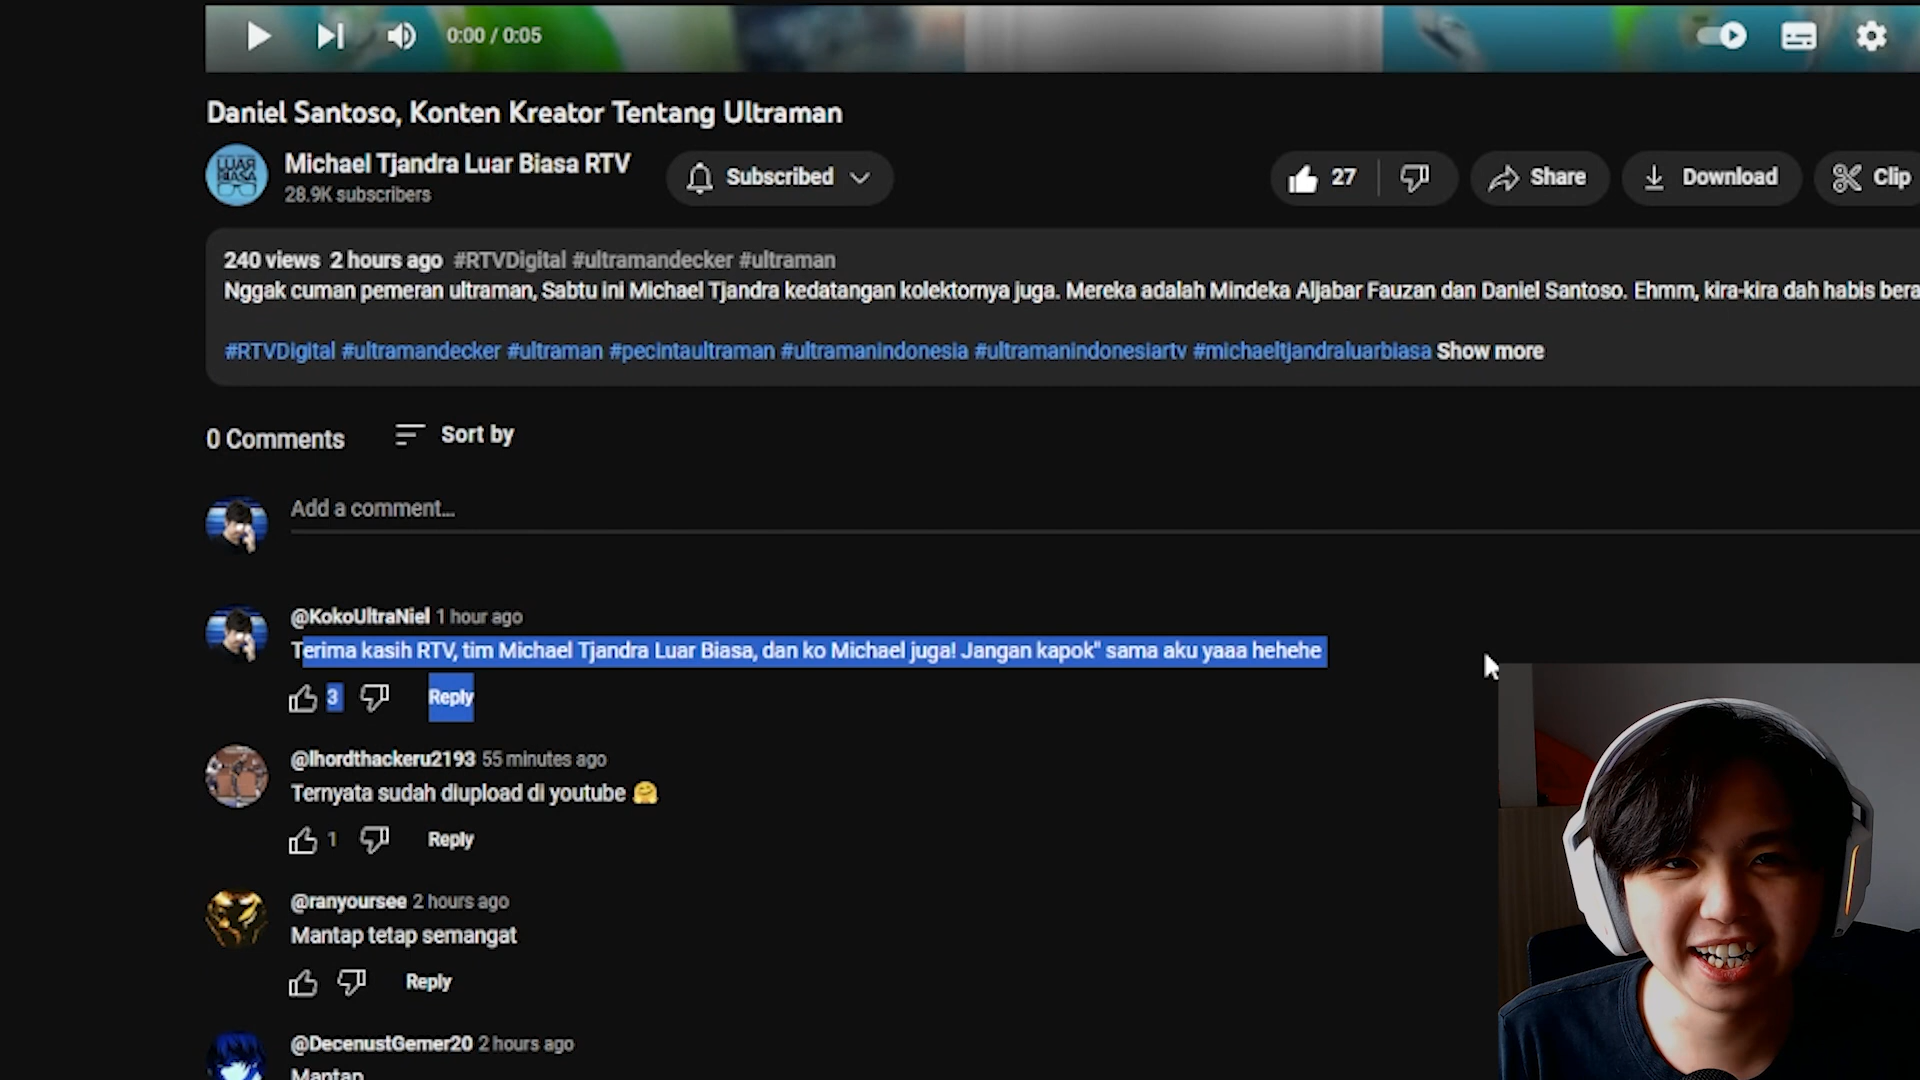 0:00 / 0:05
Daniel Santoso, Konten Kreator Tentang Ultraman
LUAR
BIASA
Michael Tjandra Luar Biasa RTV
28.9K subscribers
Subscribed
27
Share
Download
Clip
240 views 2 hours ago #RTVDigital #ultramandecker #ultraman
Nggak cuman pemeran ultraman, Sabtu ini Michael Tjandra kedatangan kolektornya juga. Mereka adalah Mindeka Aljabar Fauzan dan Daniel Santoso. Ehmm, kira-kira dah habis bera
#RTVDigital #ultramandecker #ultraman #pecintaultraman #ultramanindonesia #ultramanindonesiartv #michaeltjandraluarbiasa Show more
0 Comments
Sort by
Add a comment...
@KokoUltraNiel 1 hour ago
Terima kasih RTV, tim Michael Tjandra Luar Biasa, dan ko Michael juga! Jangan kapok" sama aku yaaa hehehe
3
Reply
@lhordthackeru2193 55 minutes ago
Ternyata sudah diupload di youtube 🤗
1
Reply
@ranyoursee 2 hours ago
Mantap tetap semangat
Reply
@DecenustGemer20 2 hours ago
Mantap